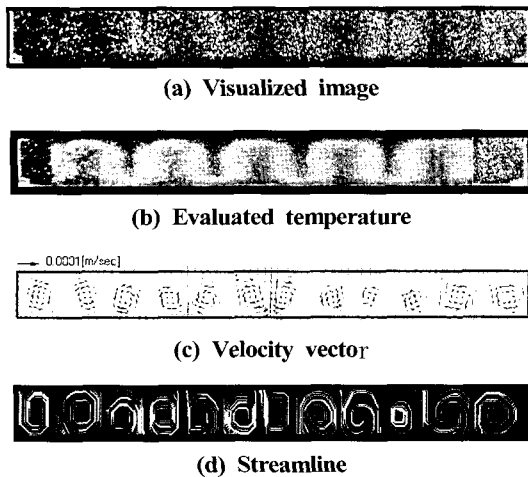 (a) Visualized image
(b) Evaluated temperature
0.0001[m/sec]
(c) Velocity vector
(d) Streamline